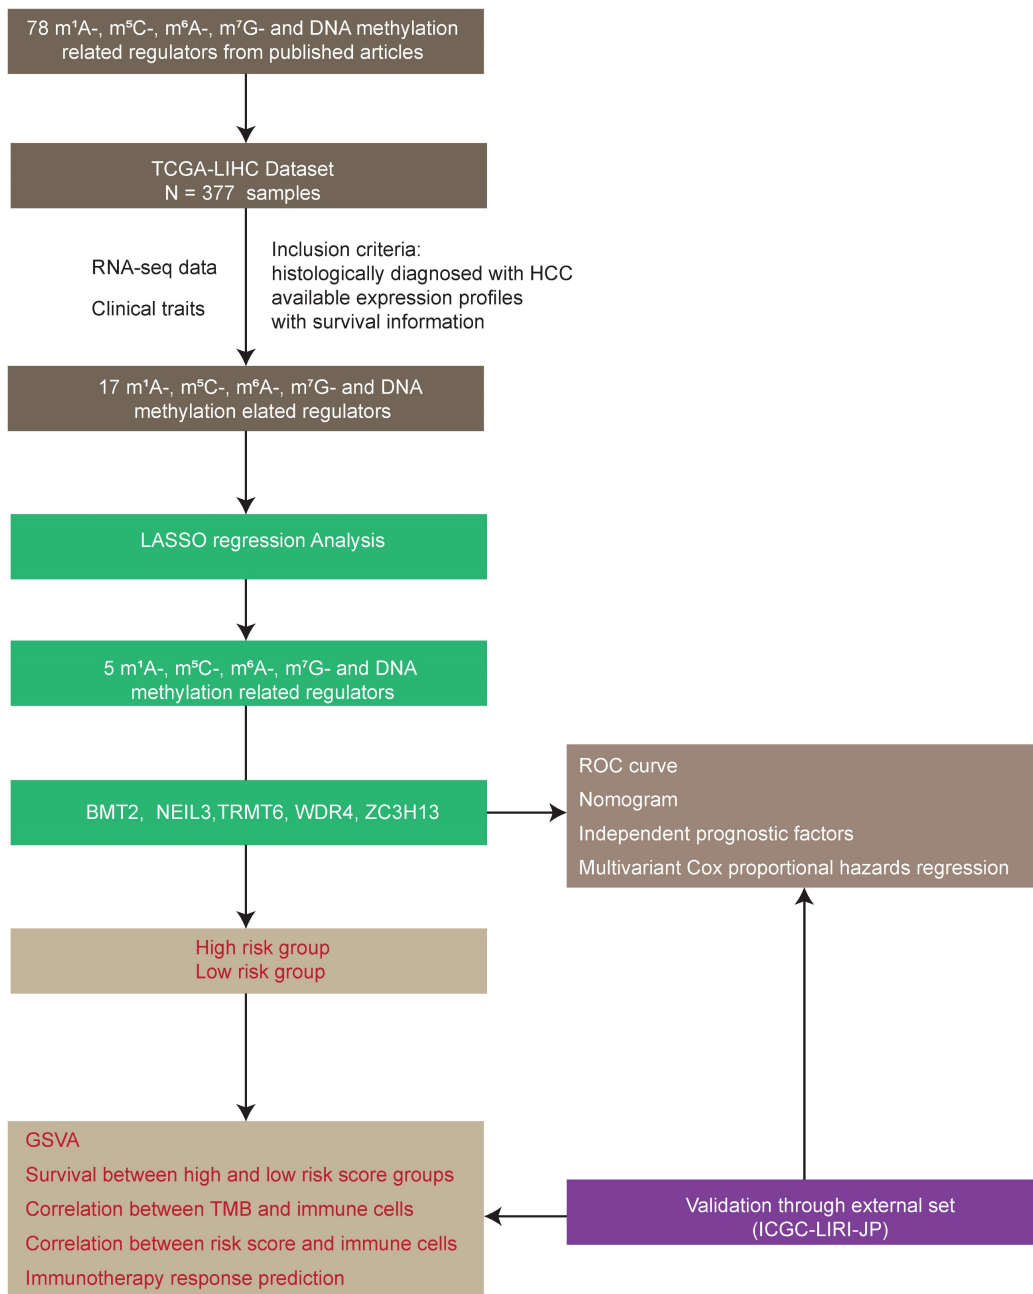 78 m¹A-, m⁵C-, m⁶A-, m⁷G- and DNA methylation
related regulators from published articles
TCGA-LIHC Dataset
N = 377 samples
RNA-seq data
Clinical traits
Inclusion criteria:
histologically diagnosed with HCC
available expression profiles
with survival information
17 m¹A-, m⁵C-, m⁶A-, m⁷G- and DNA
methylation elated regulators
LASSO regression Analysis
5 m¹A-, m⁵C-, m⁶A-, m⁷G- and DNA
methylation related regulators
BMT2, NEIL3,TRMT6, WDR4, ZC3H13
ROC curve
Nomogram
Independent prognostic factors
Multivariant Cox proportional hazards regression
High risk group
Low risk group
GSVA
Survival between high and low risk score groups
Correlation between TMB and immune cells
Correlation between risk score and immune cells
Immunotherapy response prediction
Validation through external set
(ICGC-LIRI-JP)